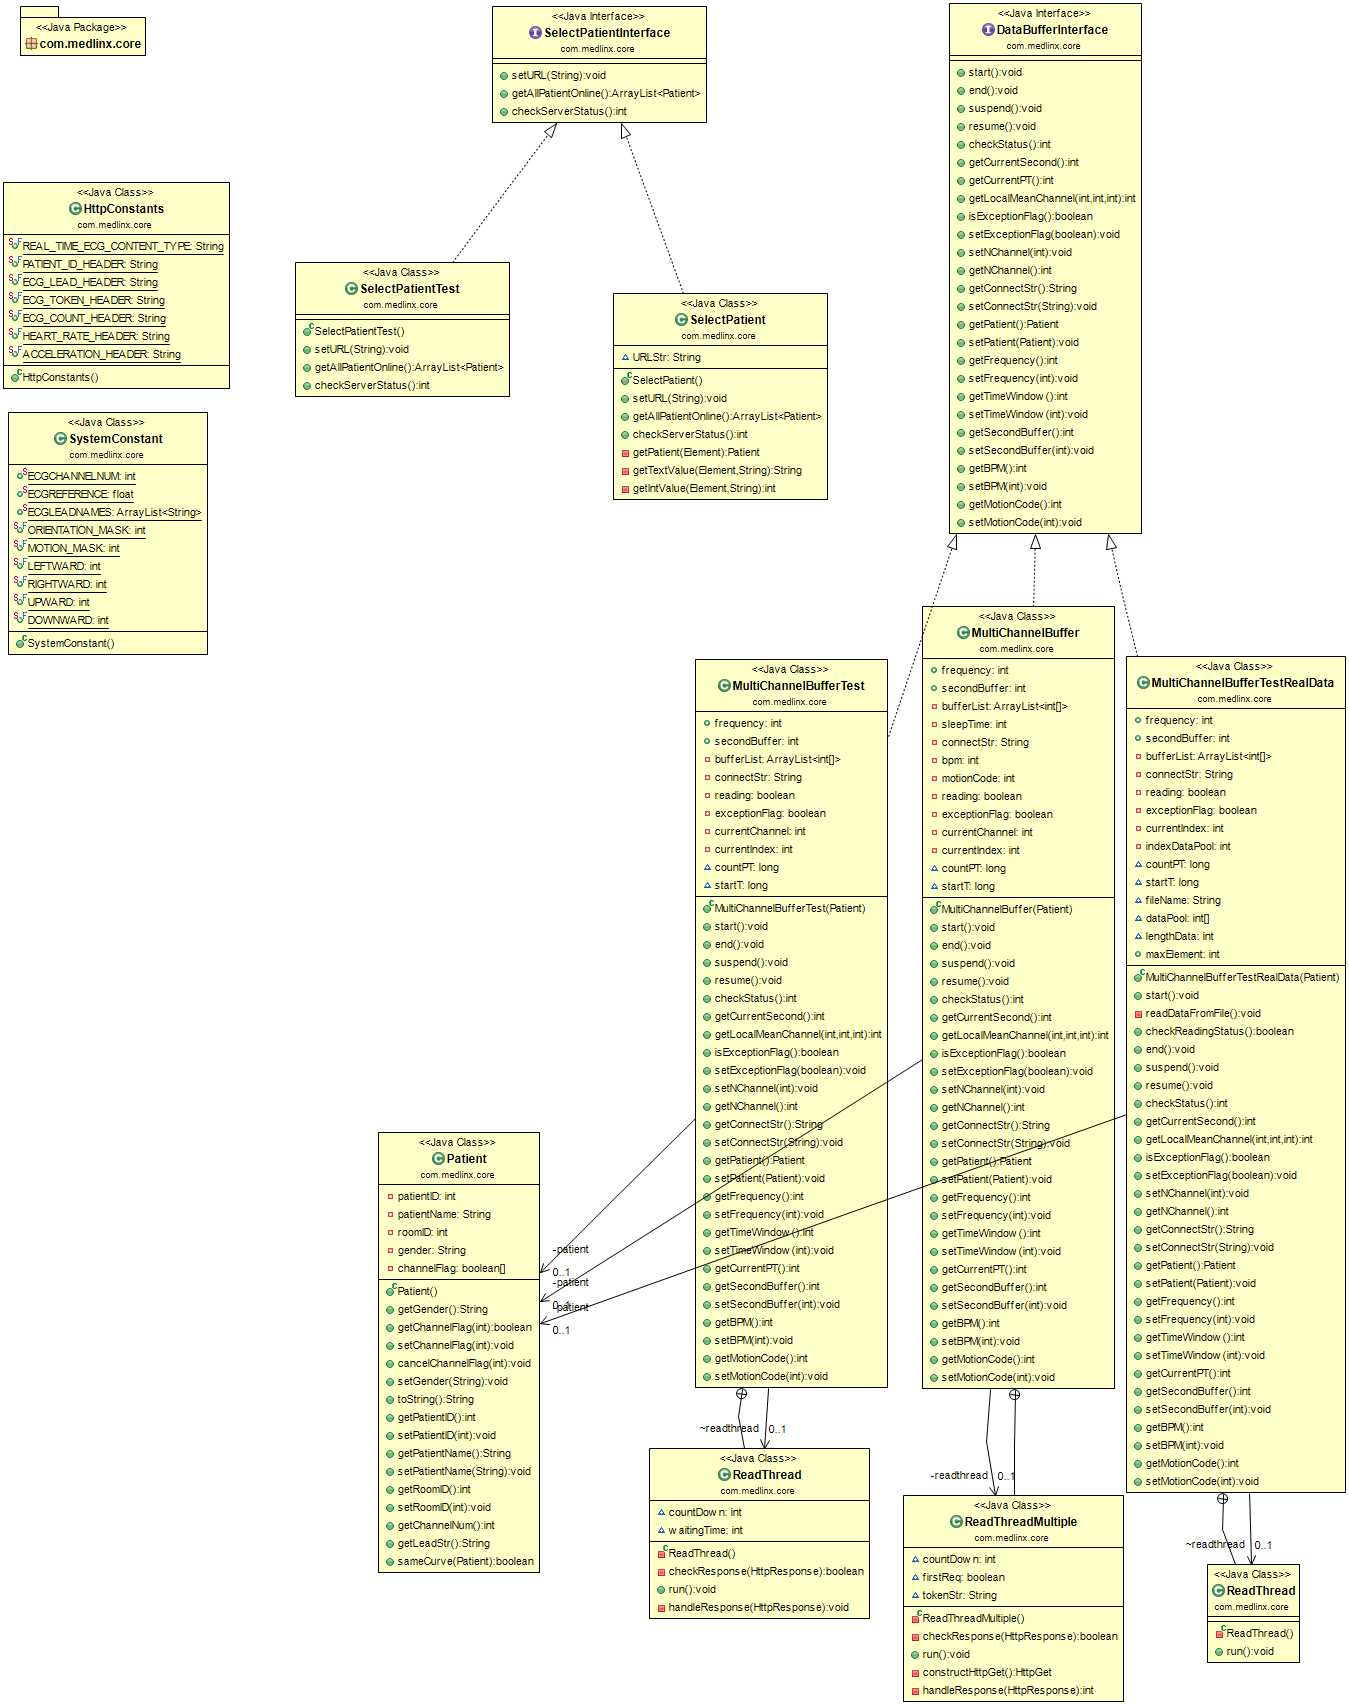 <<Java Package>>
com.medlinx.core
<<Java Interface>>
SelectPatientInterface
com.medlinx.core
setURL(String):void
getAllPatientOnline():ArrayList<Patient>
checkServerStatus():int
<<Java Interface>>
DataBufferInterface
com.medlinx.core
start():void
end():void
suspend():void
resume():void
checkStatus():int
getCurrentSecond():int
getCurrentPT():int
getLocalMeanChannel(int,int,int):int
isExceptionFlag():boolean
setExceptionFlag(boolean):void
setNChannel(int):void
getNChannel():int
getConnectStr():String
setConnectStr(String):void
getPatient():Patient
setPatient(Patient):void
getFrequency():int
setFrequency(int):void
getTimeWindow():int
setTimeWindow(int):void
getSecondBuffer():int
setSecondBuffer(int):void
getBPM():int
setBPM(int):void
getMotionCode():int
setMotionCode(int):void
<<Java Class>>
HttpConstants
com.medlinx.core
REAL_TIME_ECG_CONTENT_TYPE: String
PATIENT_ID_HEADER: String
ECG_LEAD_HEADER: String
ECG_TOKEN_HEADER: String
ECG_COUNT_HEADER: String
HEART_RATE_HEADER: String
ACCELERATION_HEADER: String
HttpConstants()
<<Java Class>>
SelectPatientTest
com.medlinx.core
SelectPatientTest()
setURL(String):void
getAllPatientOnline():ArrayList<Patient>
checkServerStatus():int
<<Java Class>>
SelectPatient
com.medlinx.core
URLStr: String
SelectPatient()
setURL(String):void
getAllPatientOnline():ArrayList<Patient>
checkServerStatus():int
getPatient(Element):Patient
getTextValue(Element,String):String
getIntValue(Element,String):int
<<Java Class>>
SystemConstant
com.medlinx.core
ECGCHANNELNUM: int
ECGREFERENCE: float
ECGLEADNAMES: ArrayList<String>
ORIENTATION_MASK: int
MOTION_MASK: int
LEFTWARD: int
RIGHTWARD: int
UPWARD: int
DOWNWARD: int
SystemConstant()
<<Java Class>>
MultiChannelBufferTest
com.medlinx.core
frequency: int
secondBuffer: int
bufferList: ArrayList<int[]>
connectStr: String
reading: boolean
exceptionFlag: boolean
currentChannel: int
currentIndex: int
countPT: long
startT: long
MultiChannelBufferTest(Patient)
start():void
end():void
suspend():void
resume():void
checkStatus():int
getCurrentSecond():int
getLocalMeanChannel(int,int,int):int
isExceptionFlag():boolean
setExceptionFlag(boolean):void
setNChannel(int):void
getNChannel():int
getConnectStr():String
setConnectStr(String):void
getPatient():Patient
setPatient(Patient):void
getFrequency():int
setFrequency(int):void
getTimeWindow():int
setTimeWindow(int):void
getCurrentPT():int
getSecondBuffer():int
setSecondBuffer(int):void
getBPM():int
setBPM(int):void
getMotionCode():int
setMotionCode(int):void
<<Java Class>>
MultiChannelBuffer
com.medlinx.core
frequency: int
secondBuffer: int
bufferList: ArrayList<int[]>
sleepTime: int
connectStr: String
bpm: int
motionCode: int
reading: boolean
exceptionFlag: boolean
currentChannel: int
currentIndex: int
countPT: long
startT: long
MultiChannelBuffer(Patient)
start():void
end():void
suspend():void
resume():void
checkStatus():int
getCurrentSecond():int
getLocalMeanChannel(int,int,int):int
isExceptionFlag():boolean
setExceptionFlag(boolean):void
setNChannel(int):void
getNChannel():int
getConnectStr():String
setConnectStr(String):void
getPatient():Patient
setPatient(Patient):void
getFrequency():int
setFrequency(int):void
getTimeWindow():int
setTimeWindow(int):void
getCurrentPT():int
getSecondBuffer():int
setSecondBuffer(int):void
getBPM():int
setBPM(int):void
getMotionCode():int
setMotionCode(int):void
<<Java Class>>
MultiChannelBufferTestRealData
com.medlinx.core
frequency: int
secondBuffer: int
bufferList: ArrayList<int[]>
connectStr: String
reading: boolean
exceptionFlag: boolean
currentIndex: int
indexDataPool: int
countPT: long
startT: long
fileName: String
dataPool: int[]
lengthData: int
maxElement: int
MultiChannelBufferTestRealData(Patient)
start():void
readDataFromFile():void
checkReadingStatus():boolean
end():void
suspend():void
resume():void
checkStatus():int
getCurrentSecond():int
getLocalMeanChannel(int,int,int):int
isExceptionFlag():boolean
setExceptionFlag(boolean):void
setNChannel(int):void
getNChannel():int
getConnectStr():String
setConnectStr(String):void
getPatient():Patient
setPatient(Patient):void
getFrequency():int
setFrequency(int):void
getTimeWindow():int
setTimeWindow(int):void
getCurrentPT():int
getSecondBuffer():int
setSecondBuffer(int):void
getBPM():int
setBPM(int):void
getMotionCode():int
setMotionCode(int):void
<<Java Class>>
Patient
com.medlinx.core
patientID: int
patientName: String
roomID: int
gender: String
channelFlag: boolean[]
Patient()
getGender():String
getChannelFlag(int):boolean
setChannelFlag(int):void
cancelChannelFlag(int):void
setGender(String):void
toString():String
getPatientID():int
setPatientID(int):void
getPatientName():String
setPatientName(String):void
getRoomID():int
setRoomID(int):void
getChannelNum():int
getLeadStr():String
sameCurve(Patient):boolean
-patient
0..1
-patient
0..1
-patient
0..1
~readthread
0..1
-readthread
0..1
~readthread
0..1
<<Java Class>>
ReadThread
com.medlinx.core
countDown: int
waitingTime: int
ReadThread()
checkResponse(HttpResponse):boolean
run():void
handleResponse(HttpResponse):void
<<Java Class>>
ReadThreadMultiple
com.medlinx.core
countDown: int
firstReq: boolean
tokenStr: String
ReadThreadMultiple()
checkResponse(HttpResponse):boolean
run():void
constructHttpGet():HttpGet
handleResponse(HttpResponse):int
<<Java Class>>
ReadThread
com.medlinx.core
ReadThread()
run():void